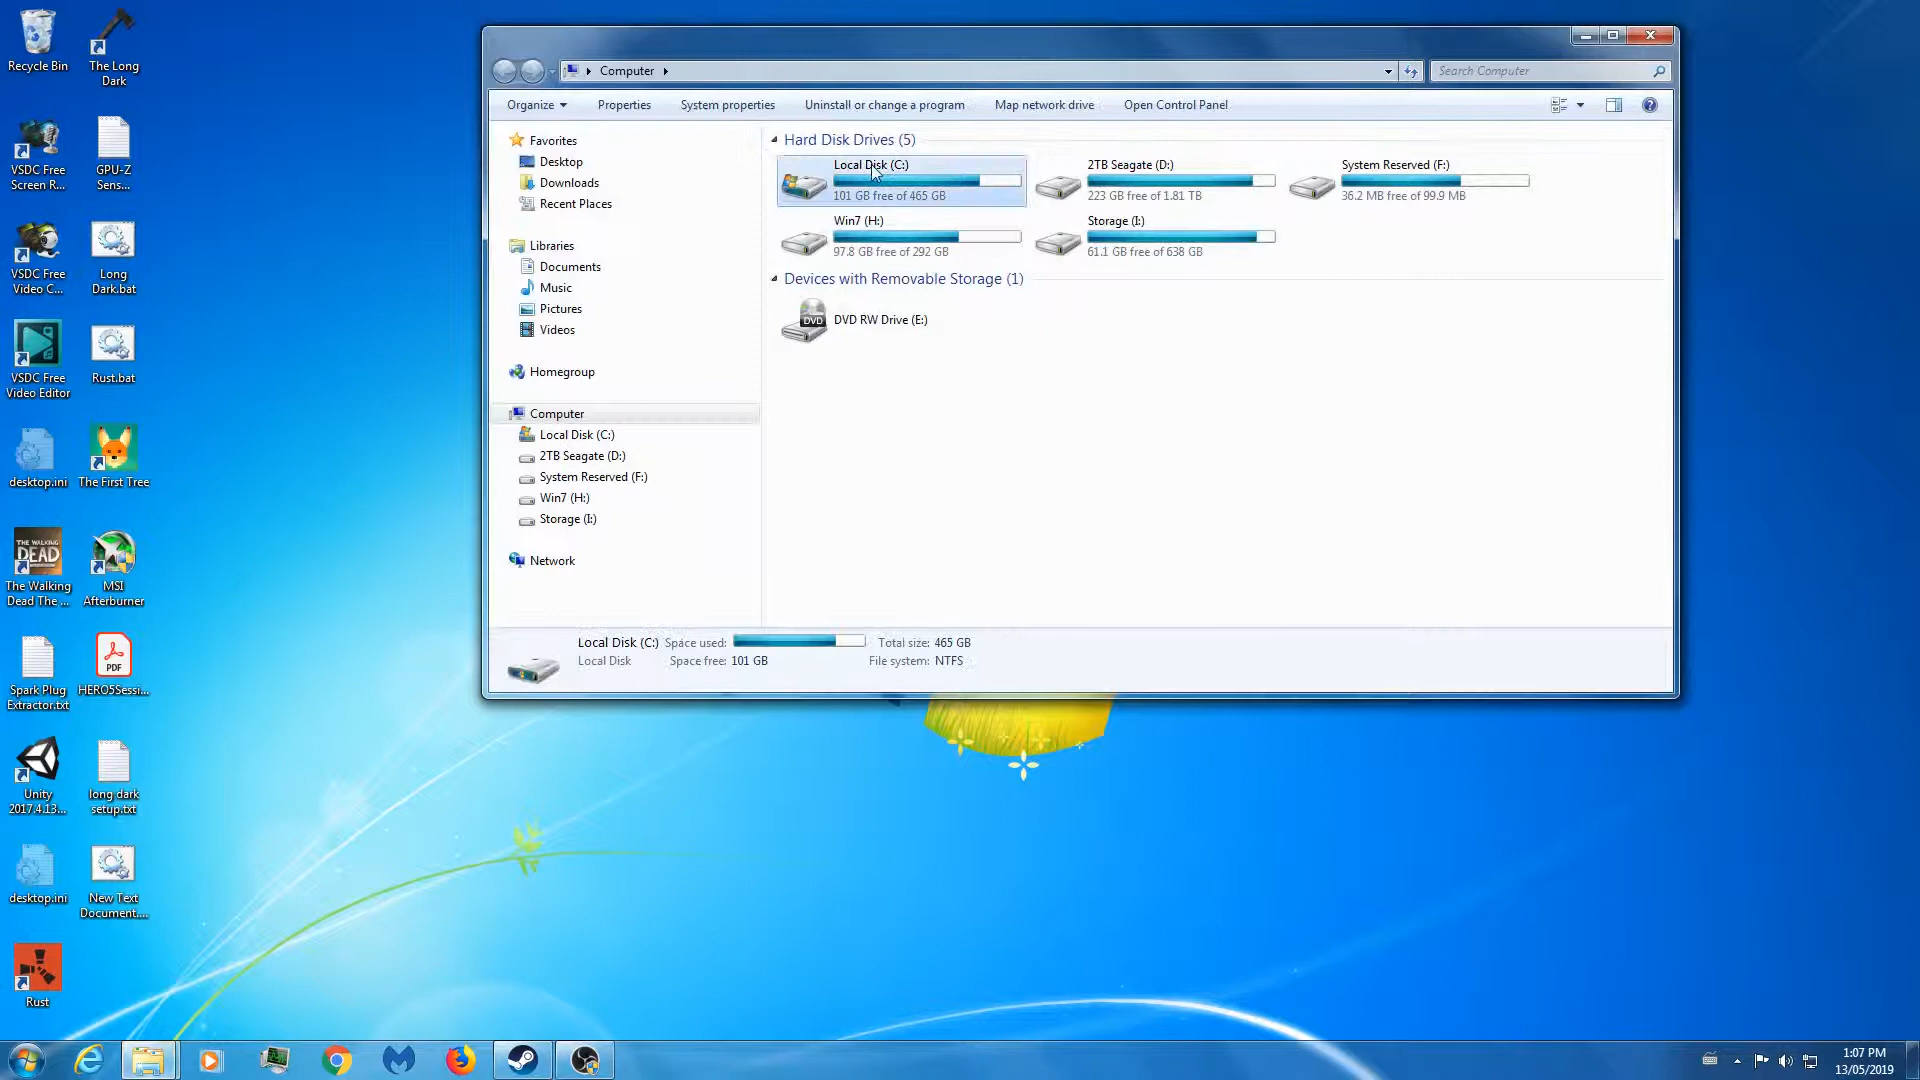 Recycle Bin
The Long
Dark
VSDC Free
Screen R...
GPU-Z
Sens...
VSDC Free
Video C...
Long
Dark.bat
VSDC Free
Video Editor
Rust.bat
desktop.ini
The First Tree
THE WALKING
DEAD
The Walking
Dead The ...
MSI
Afterburner
Spark Plug
Extractor.txt
PDF
HERO5Sessi...
Unity
2017.4.13...
long dark
setup.txt
desktop.ini
New Text
Document....
Rust
Computer
Search Computer
Organize
Properties
System properties
Uninstall or change a program
Map network drive
Open Control Panel
Favorites
Desktop
Downloads
Recent Places
Libraries
Documents
Music
Pictures
Videos
Homegroup
Computer
Local Disk (C:)
2TB Seagate (D:)
System Reserved (F:)
Win7 (H:)
Storage (I:)
Network
Hard Disk Drives (5)
Local Disk (C:)
101 GB free of 465 GB
2TB Seagate (D:)
223 GB free of 1.81 TB
System Reserved (F:)
36.2 MB free of 99.9 MB
Win7 (H:)
97.8 GB free of 292 GB
Storage (I:)
61.1 GB free of 638 GB
Devices with Removable Storage (1)
DVD
DVD RW Drive (E:)
Local Disk (C:) Space used: Total size: 465 GB
Local Disk Space free: 101 GB File system: NTFS
1:07 PM
13/05/2019